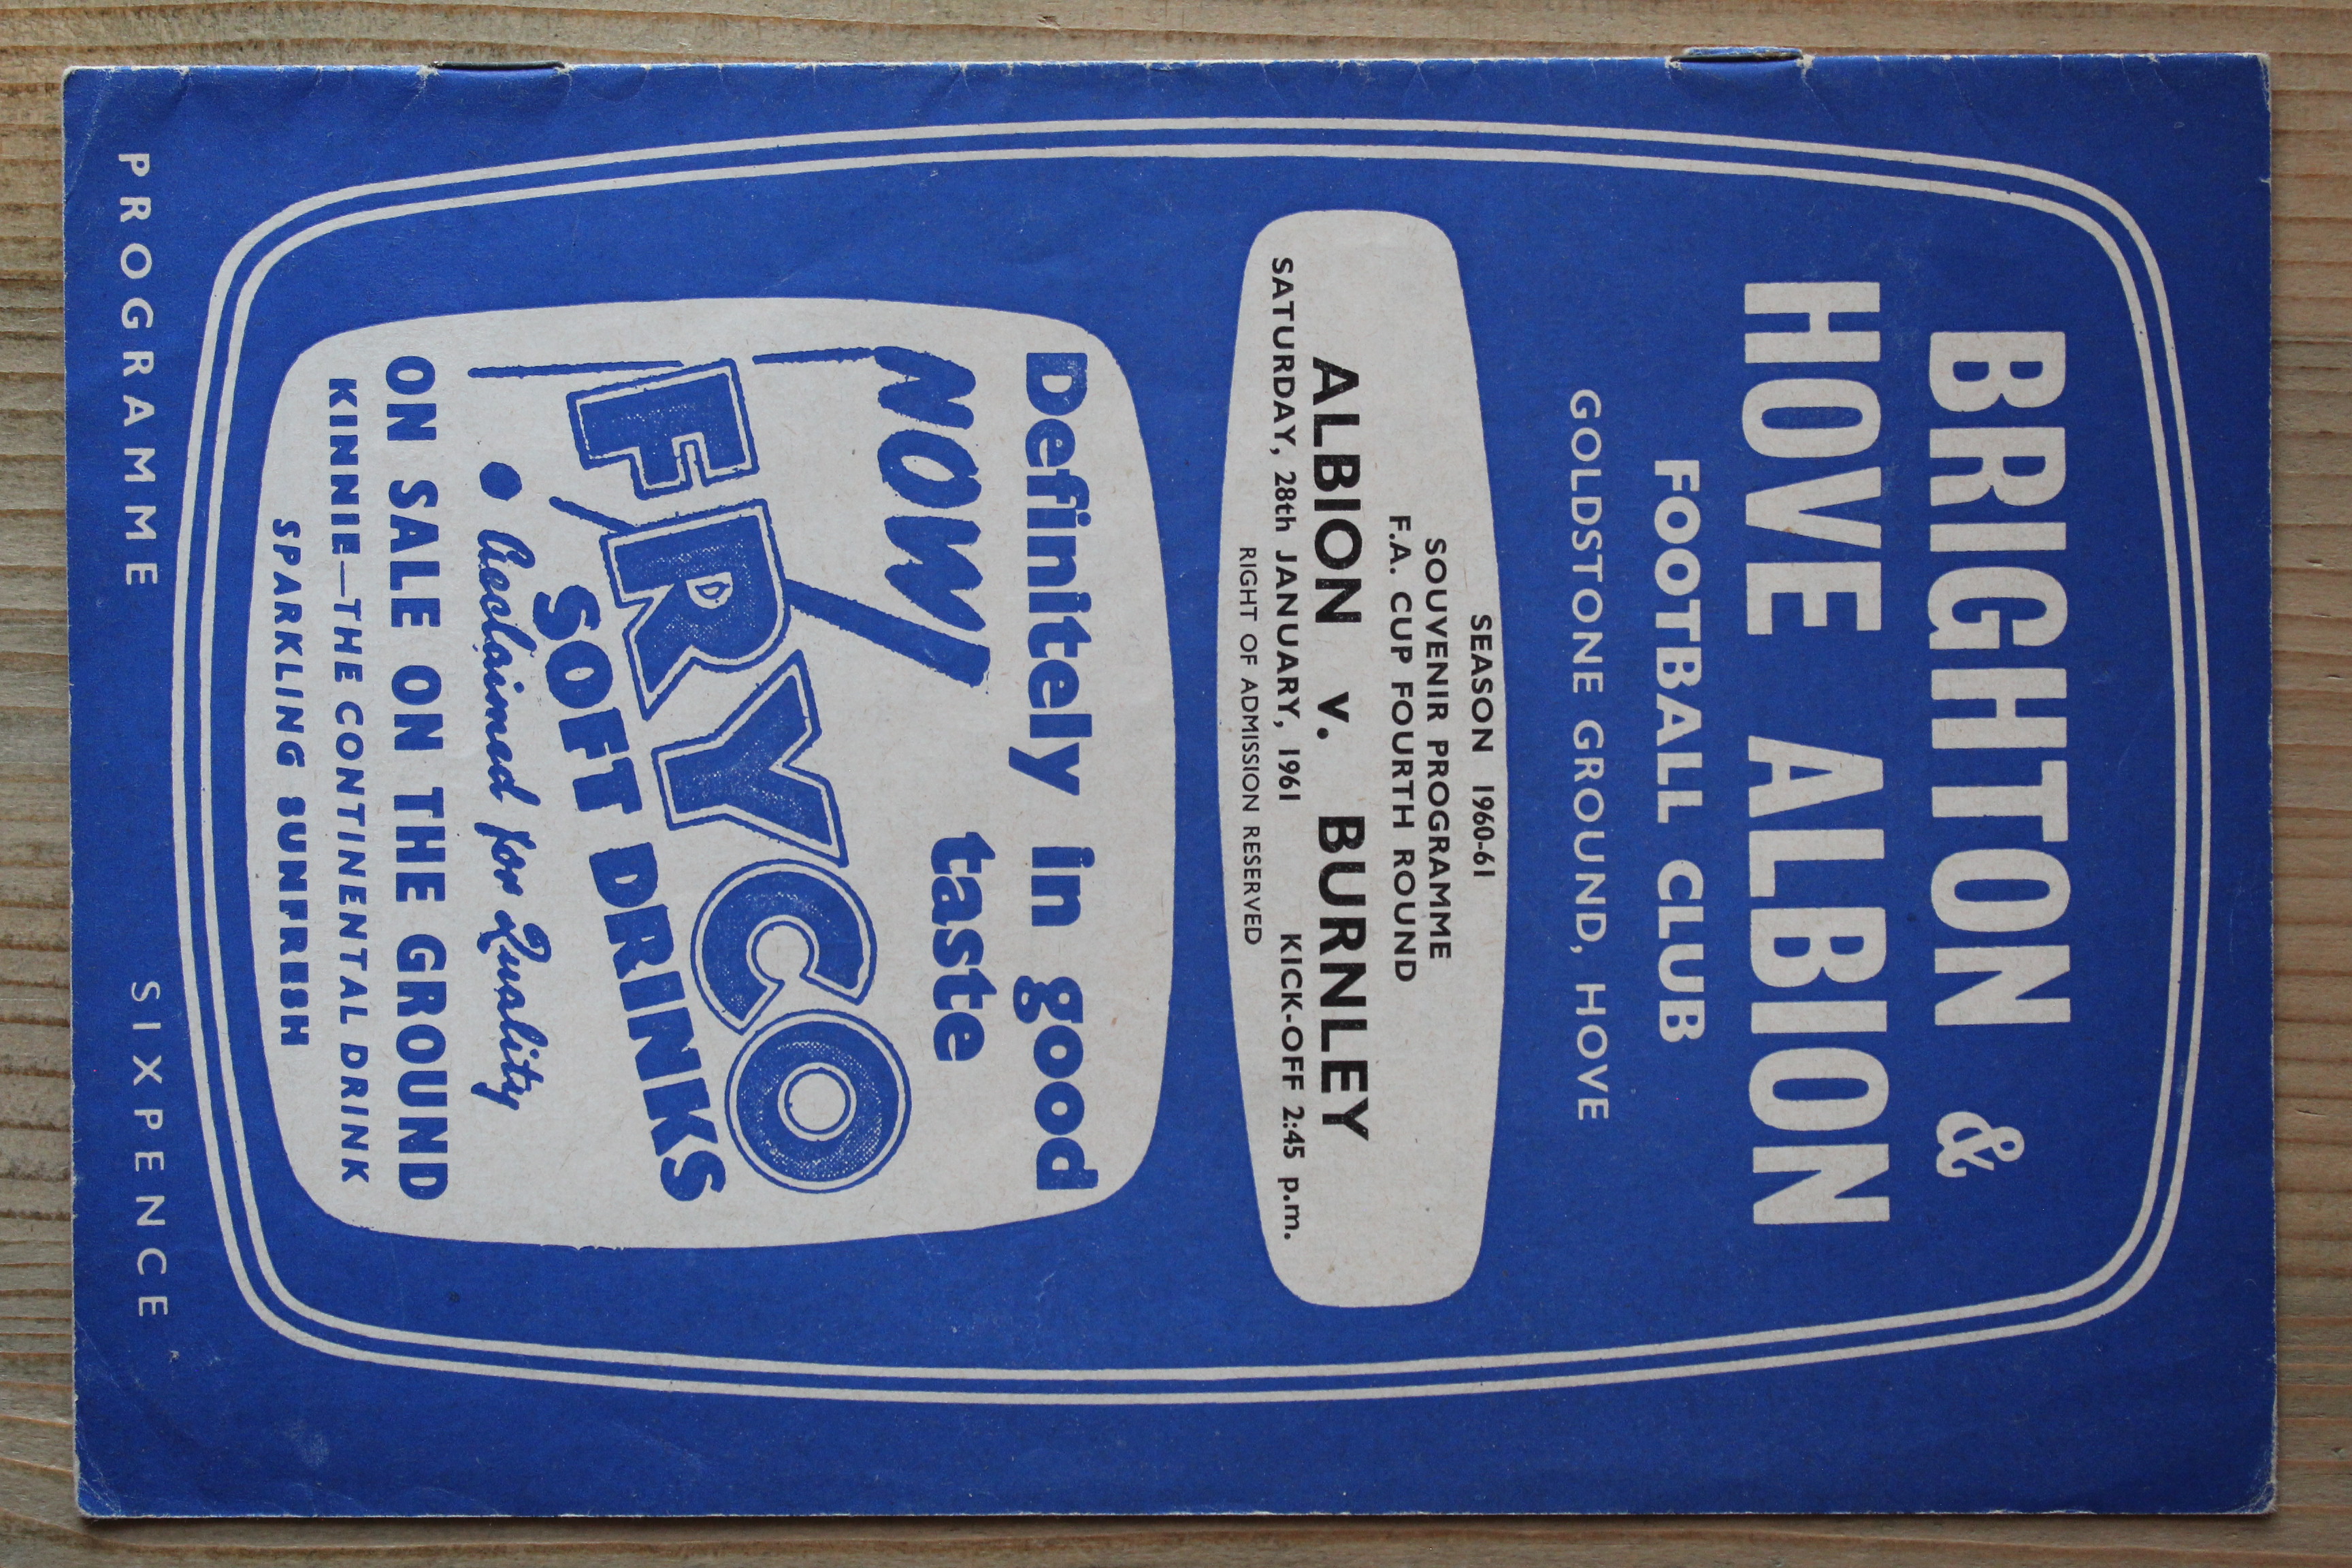 BRIGHTON &
HOVE ALBION
FOOTBALL CLUB
GOLDSTONE GROUND, HOVE
SEASON 1960-61
SOUVENIR PROGRAMME
F.A. CUP FOURTH ROUND
ALBION v. BURNLEY
SATURDAY, 28th JANUARY, 1961 KICK-OFF 2:45 p.m.
RIGHT OF ADMISSION RESERVED
Definitely in good
taste
NOW
FRYCO
SOFT DRINKS
• Acclaimed for Quality
ON SALE ON THE GROUND
KINNIE—THE CONTINENTAL DRINK
SPARKLING SUNFRESH
PROGRAMME SIXPENCE